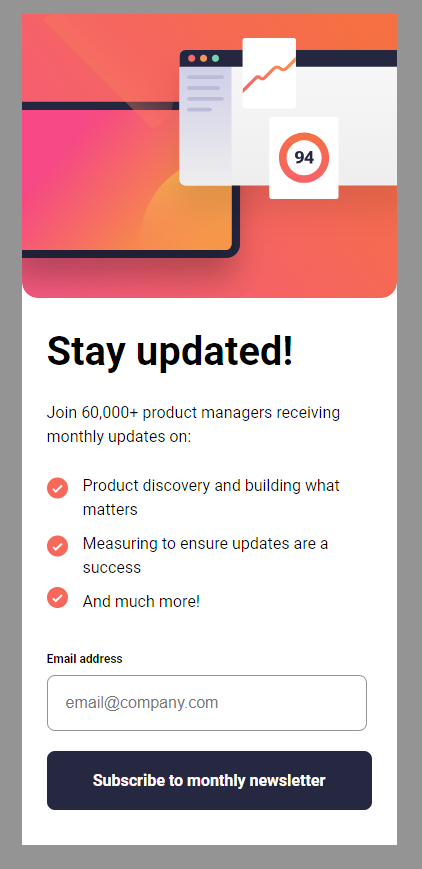 94
Stay updated!
Join 60,000+ product managers receiving
monthly updates on:
Product discovery and building what
matters
Measuring to ensure updates are a
success
And much more!
Email address
email@company.com
Subscribe to monthly newsletter